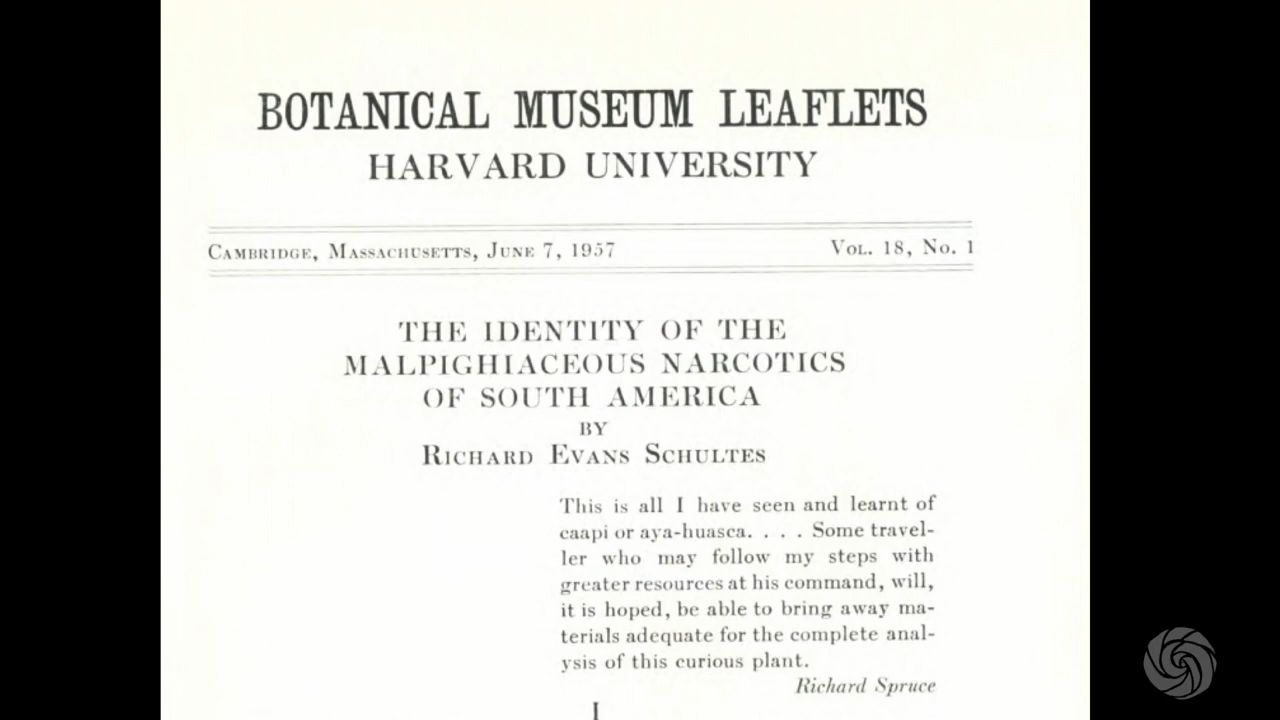 BOTANICAL MUSEUM LEAFLETS
HARVARD UNIVERSITY
CAMBRIDGE, MASSACHUSETTS, JUNE 7, 1957 VOL. 18, No. 1
THE IDENTITY OF THE
MALPIGHIACEOUS NARCOTICS
OF SOUTH AMERICA
BY
RICHARD EVANS SCHULTES
This is all I have seen and learnt of
caapi or aya-huasca. . . . Some travel-
ler who may follow my steps with
greater resources at his command, will,
it is hoped, be able to bring away ma-
terials adequate for the complete anal-
ysis of this curious plant.
Richard Spruce
I